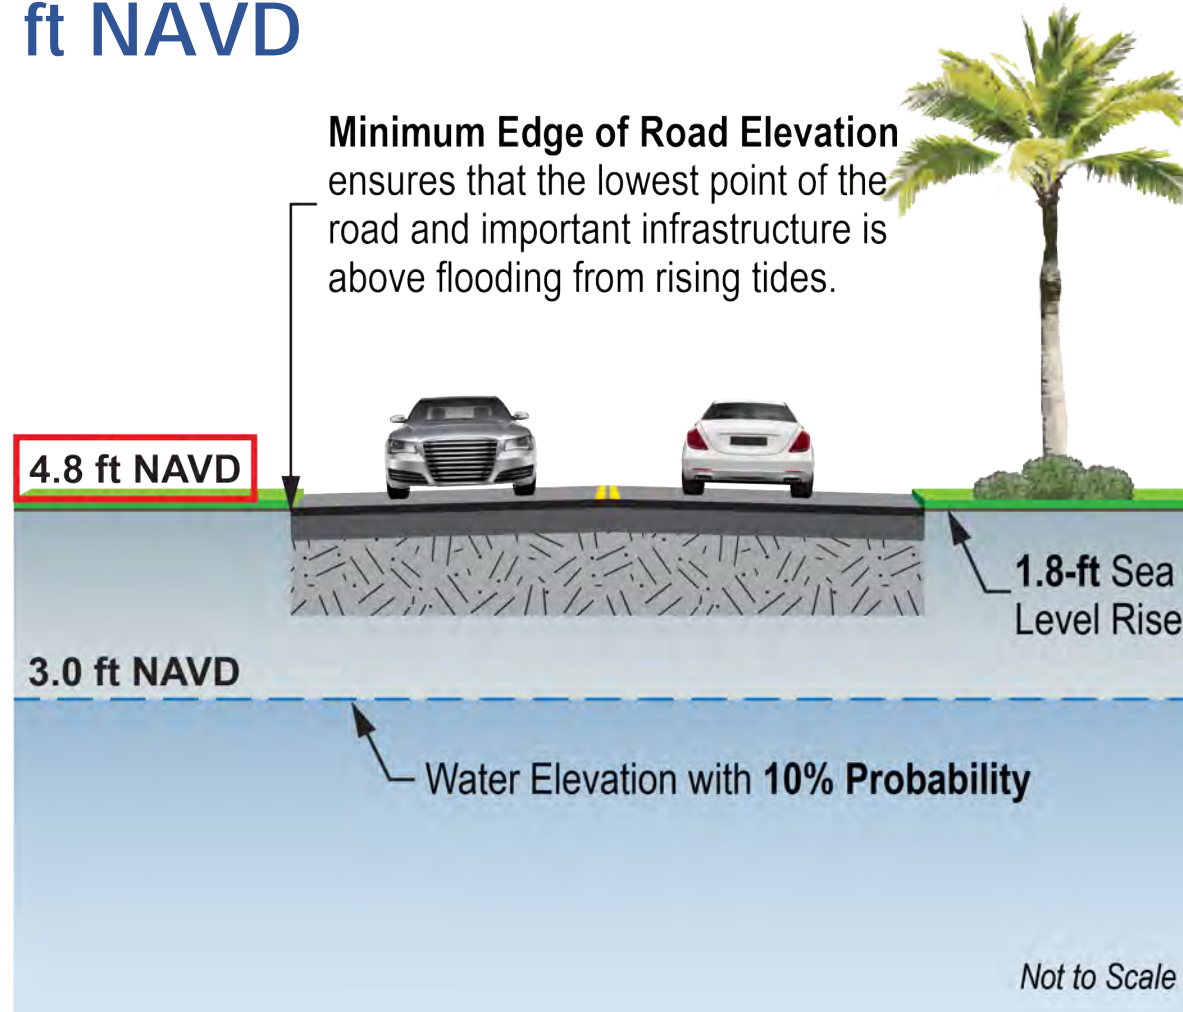 ft NAVD
Minimum Edge of Road Elevation
ensures that the lowest point of the
road and important infrastructure is
above flooding from rising tides.
4.8 ft NAVD
1.8-ft Sea
Level Rise
3.0 ft NAVD
Water Elevation with 10% Probability
Not to Scale